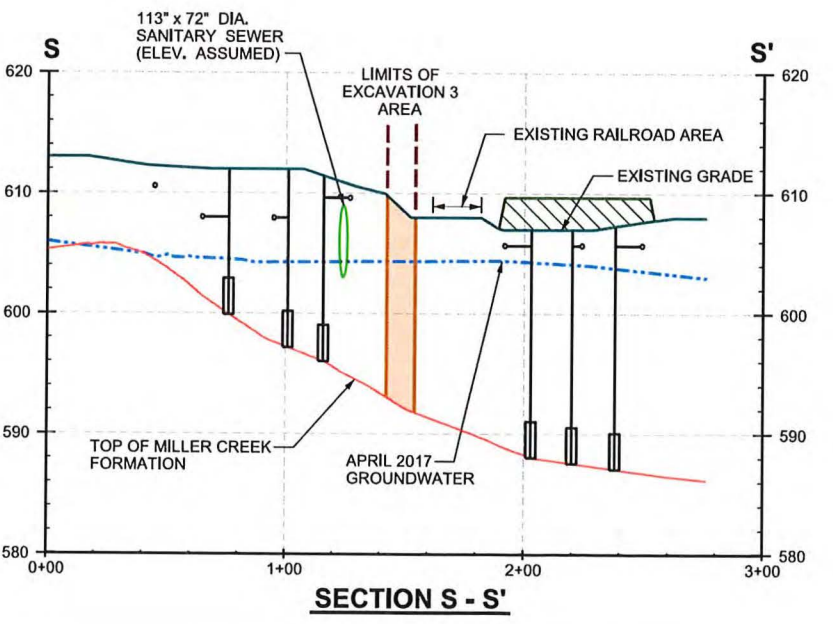 113" x 72" DIA.
SANITARY SEWER
(ELEV. ASSUMED)
S
S'
620
620
LIMITS OF
EXCAVATION 3
AREA
EXISTING RAILROAD AREA
EXISTING GRADE
610
610
600
600
590
590
TOP OF MILLER CREEK
FORMATION
APRIL 2017
GROUNDWATER
580
580
0+00
1+00
2+00
3+00
SECTION S - S'